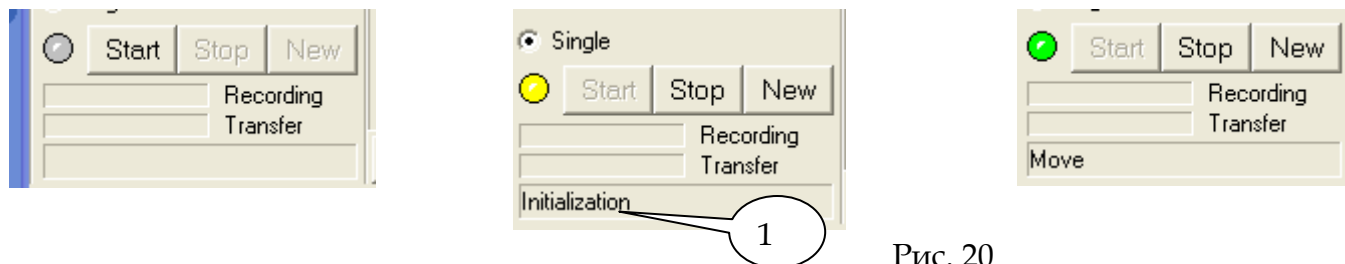 Start Stop New
Recording
Transfer
Single
Start Stop New
Recording
Transfer
Initialization
1
Start Stop New
Recording
Transfer
Move
Рис. 20